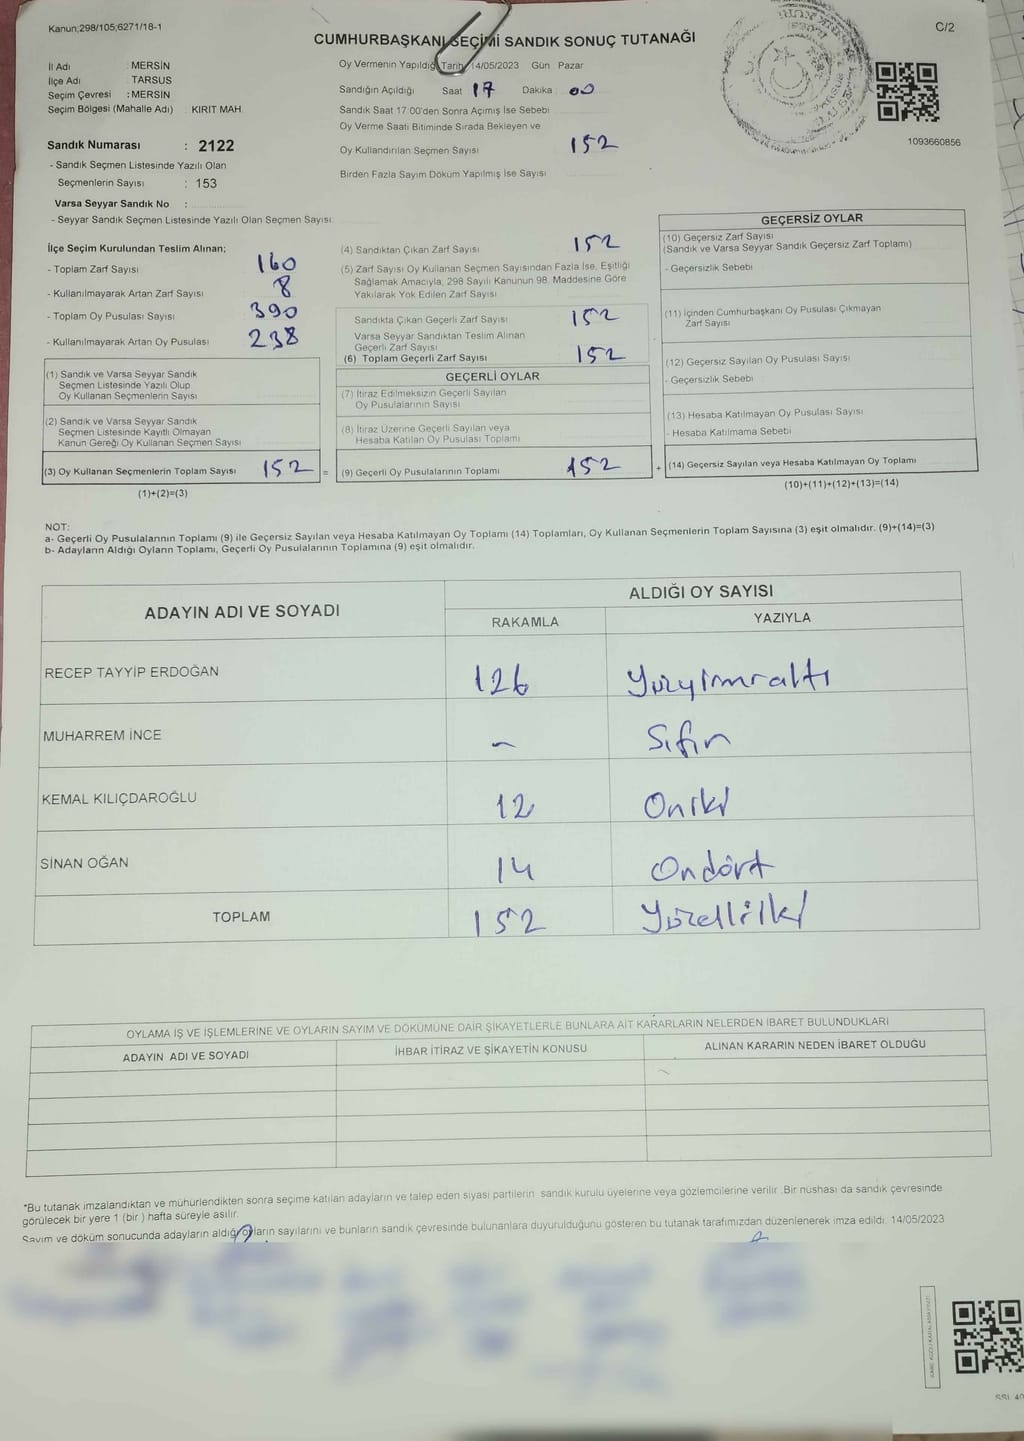 Kanun;298/105;6271/18-1
C/2
CUMHURBAŞKANI SEÇİMİ SANDIK SONUÇ TUTANAĞI
İl Adı : MERSİN
İlçe Adı : TARSUS
Seçim Çevresi : MERSİN
Seçim Bölgesi (Mahalle Adı) : KIRIT MAH.
Oy Vermenin Yapıldığı Tarih 14/05/2023 Gün Pazar
Sandığın Açıldığı Saat 17 Dakika : 00
Sandık Saat 17:00'den Sonra Açımış İse Sebebi
Oy Verme Saati Bitiminde Sırada Bekleyen ve
Oy Kullandırılan Seçmen Sayısı 152
Birden Fazla Sayım Döküm Yapılmış İse Sayısı
1093660856
Sandık Numarası : 2122
- Sandık Seçmen Listesinde Yazılı Olan
Seçmenlerin Sayısı : 153
Varsa Seyyar Sandık No :
- Seyyar Sandık Seçmen Listesinde Yazılı Olan Seçmen Sayısı:
İlçe Seçim Kurulundan Teslim Alınan;
- Toplam Zarf Sayısı 160
- Kullanılmayarak Artan Zarf Sayısı 8
- Toplam Oy Pusulası Sayısı 390
- Kullanılmayarak Artan Oy Pusulası 238
(1) Sandık ve Varsa Seyyar Sandık
Seçmen Listesinde Yazılı Olup
Oy Kullanan Seçmenlerin Sayısı
(2) Sandık ve Varsa Seyyar Sandık
Seçmen Listesinde Kayıtlı Olmayan
Kanun Gereği Oy Kullanan Seçmen Sayısı
(3) Oy Kullanan Seçmenlerin Toplam Sayısı 152 =
(1)+(2)=(3)
(4) Sandıktan Çıkan Zarf Sayısı 152
(5) Zarf Sayısı Oy Kullanan Seçmen Sayısından Fazla İse, Eşitliği
Sağlamak Amacıyla; 298 Sayılı Kanunun 98. Maddesine Göre
Yakılarak Yok Edilen Zarf Sayısı
Sandıkta Çıkan Geçerli Zarf Sayısı 152
Varsa Seyyar Sandıktan Teslim Alınan
Geçerli Zarf Sayısı
(6) Toplam Geçerli Zarf Sayısı 152
GEÇERLİ OYLAR
(7) İtiraz Edilmeksizin Geçerli Sayılan
Oy Pusulalarının Sayısı
(8) İtiraz Üzerine Geçerli Sayılan veya
Hesaba Katılan Oy Pusulası Toplamı
(9) Geçerli Oy Pusulalarının Toplamı 152 +
GEÇERSİZ OYLAR
(10) Geçersiz Zarf Sayısı
(Sandık ve Varsa Seyyar Sandık Geçersiz Zarf Toplamı)
- Geçersizlik Sebebi
(11) İçinden Cumhurbaşkanı Oy Pusulası Çıkmayan
Zarf Sayısı
(12) Geçersiz Sayılan Oy Pusulası Sayısı
- Geçersizlik Sebebi
(13) Hesaba Katılmayan Oy Pusulası Sayısı
- Hesaba Katılmama Sebebi
(14) Geçersiz Sayılan veya Hesaba Katılmayan Oy Toplamı
(10)+(11)+(12)+(13)=(14)
NOT:
a- Geçerli Oy Pusulalarının Toplamı (9) ile Geçersiz Sayılan veya Hesaba Katılmayan Oy Toplamı (14) Toplamları, Oy Kullanan Seçmenlerin Toplam Sayısına (3) eşit olmalıdır. (9)+(14)=(3)
b- Adayların Aldığı Oyların Toplamı, Geçerli Oy Pusulalarının Toplamına (9) eşit olmalıdır.
ADAYIN ADI VE SOYADI
ALDIĞI OY SAYISI
RAKAMLA YAZIYLA
RECEP TAYYİP ERDOĞAN 126 Yüzyirmialtı
MUHARREM İNCE - Sıfır
KEMAL KILIÇDAROĞLU 12 Oniki
SİNAN OĞAN 14 Ondört
TOPLAM 152 Yüzelliiki
OYLAMA İŞ VE İŞLEMLERİNE VE OYLARIN SAYIM VE DÖKÜMÜNE DAİR ŞİKAYETLERLE BUNLARA AİT KARARLARIN NELERDEN İBARET BULUNDUKLARI
ADAYIN ADI VE SOYADI İHBAR İTİRAZ VE ŞİKAYETİN KONUSU ALINAN KARARIN NEDEN İBARET OLDUĞU
*Bu tutanak imzalandıktan ve mühürlendikten sonra seçime katılan adayların ve talep eden siyasi partilerin sandık kurulu üyelerine veya gözlemcilerine verilir. Bir nüshası da sandık çevresinde
görülecek bir yere 1 (bir ) hafta süreyle asılır.
Sayım ve döküm sonucunda adayların aldığı oyların sayılarını ve bunların sandık çevresinde bulunanlara duyurulduğunu gösteren bu tutanak tarafımızdan düzenlenerek imza edildi. 14/05/2023